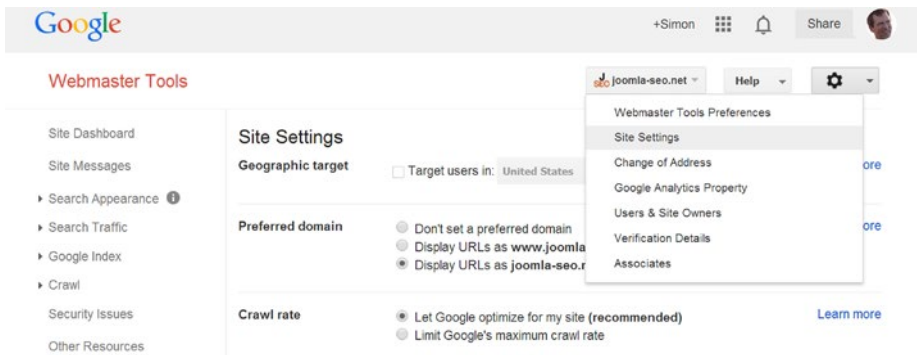 Google
+Simon Share
Webmaster Tools
JSEO joomla-seo.net Help
Webmaster Tools Preferences
Site Settings
Change of Address
Google Analytics Property
Users & Site Owners
Verification Details
Associates
Site Dashboard
Site Messages
Search Appearance
Search Traffic
Google Index
Crawl
Security Issues
Other Resources
Site Settings
Geographic target Target users in: United States ore
Preferred domain Don't set a preferred domain ore
Display URLs as www.joomla
Display URLs as joomla-seo.n
Crawl rate Let Google optimize for my site (recommended) Learn more
Limit Google's maximum crawl rate